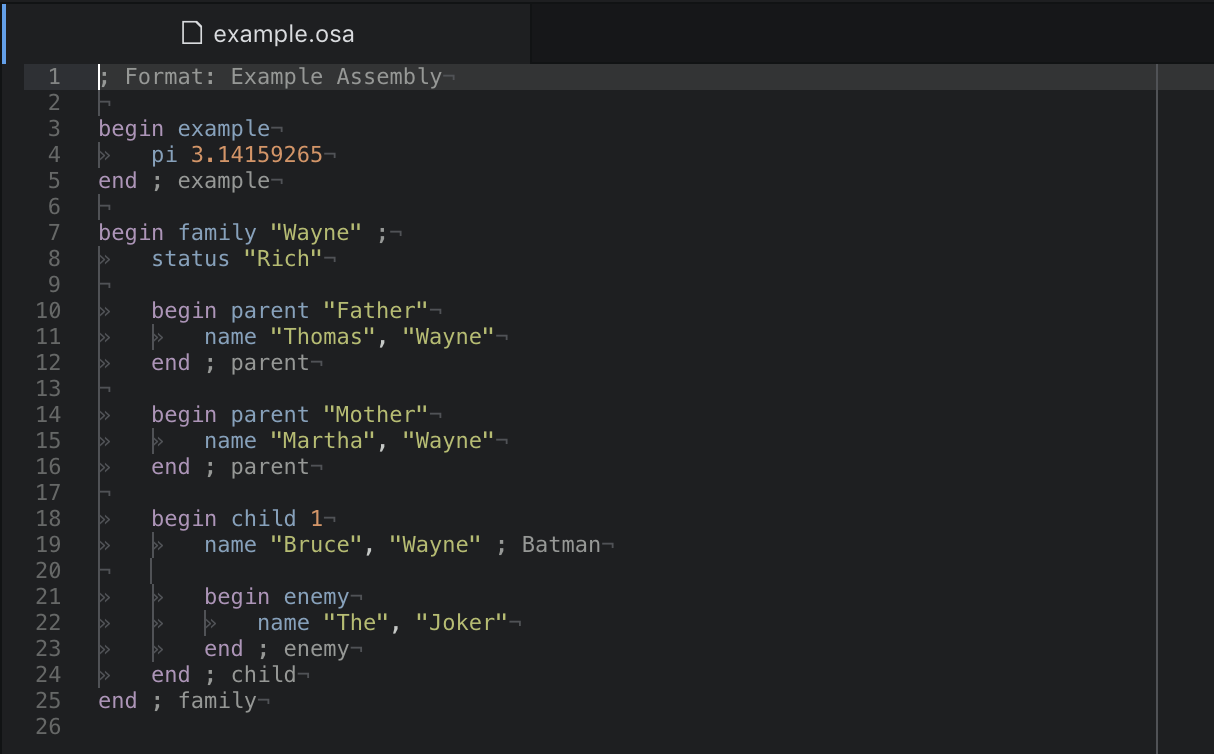 example.osa
1 ; Format: Example Assembly¬
2 ¬
3 begin example¬
4 » pi 3.14159265¬
5 end ; example¬
6 ¬
7 begin family "Wayne" ;¬
8 » status "Rich"¬
9 ¬
10 » begin parent "Father"¬
11 » » name "Thomas", "Wayne"¬
12 » end ; parent¬
13 ¬
14 » begin parent "Mother"¬
15 » » name "Martha", "Wayne"¬
16 » end ; parent¬
17 ¬
18 » begin child 1¬
19 » » name "Bruce", "Wayne" ; Batman¬
20 ¬
21 » » begin enemy¬
22 » » » name "The", "Joker"¬
23 » » end ; enemy¬
24 » end ; child¬
25 end ; family¬
26